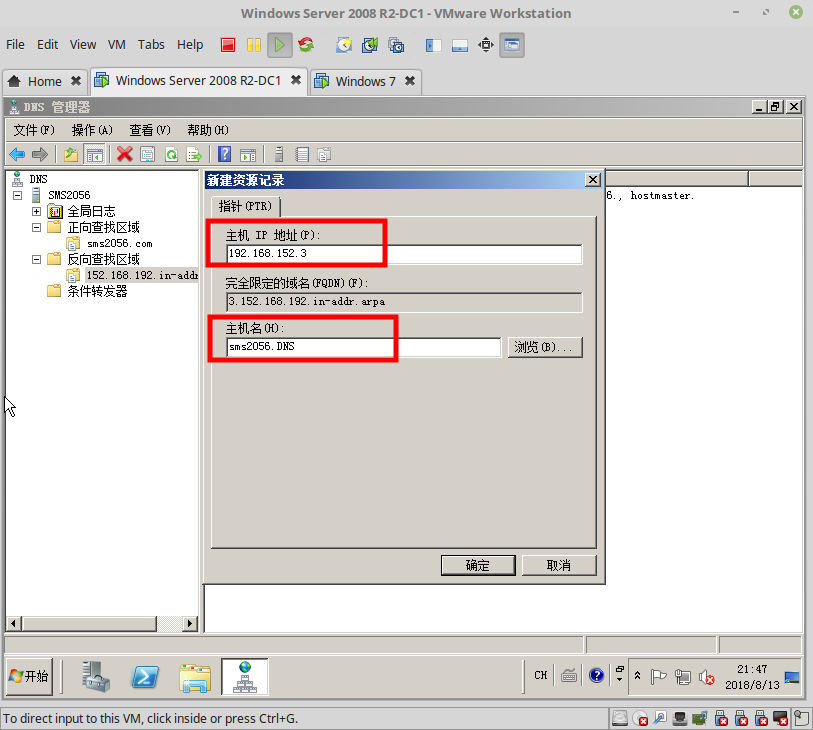 Windows Server 2008 R2-DC1 - VMware Workstation
File Edit View VM Tabs Help
Home Windows Server 2008 R2-DC1 Windows 7
DNS 管理器
文件(F) 操作(A) 查看(V) 帮助(H)
DNS
SMS2056
全局日志
正向查找区域
sms2056.com
反向查找区域
152.168.192.in-addr
条件转发器
新建资源记录
6., hostmaster.
指针(PTR)
主机 IP 地址(P):
192.168.152.3
完全限定的域名(FQDN)(F):
3.152.168.192.in-addr.arpa
主机名(H):
sms2056.DNS
浏览(B)...
确定 取消
开始
CH
21:47
2018/8/13
To direct input to this VM, click inside or press Ctrl+G.